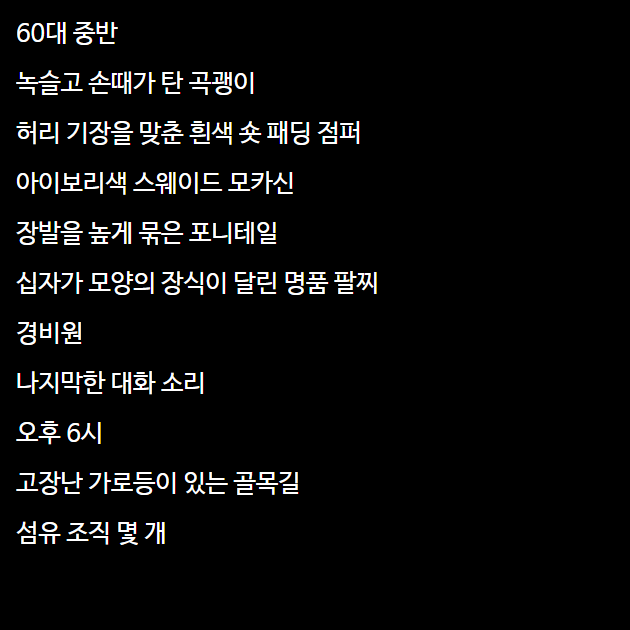 60대 중반
녹슬고 손때가 탄 곡괭이
허리 기장을 맞춘 흰색 숏 패딩 점퍼
아이보리색 스웨이드 모카신
장발을 높게 묶은 포니테일
십자가 모양의 장식이 달린 명품 팔찌
경비원
나지막한 대화 소리
오후 6시
고장난 가로등이 있는 골목길
섬유 조직 몇 개